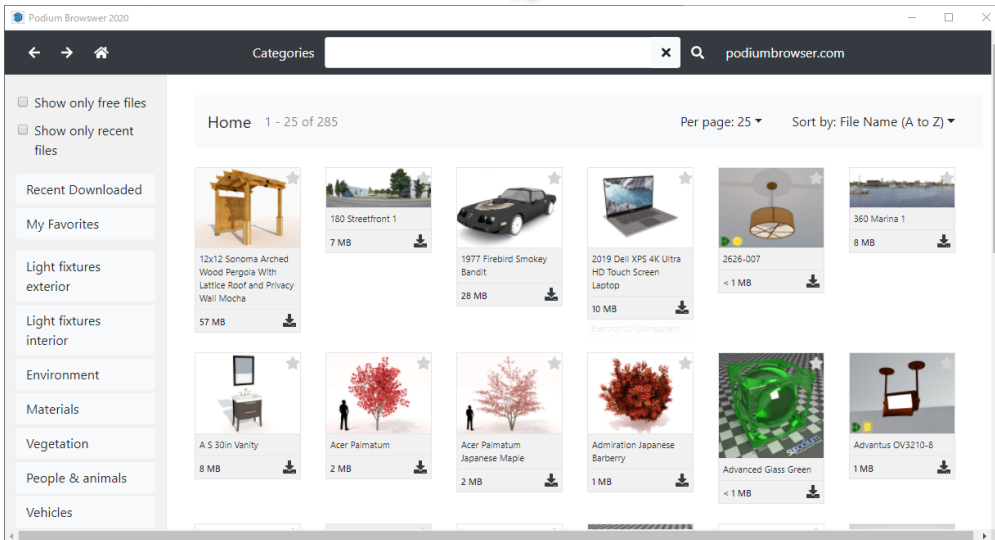 Podium Browswer 2020
Categories
podiumbrowser.com
Show only free files
Show only recent
files
Recent Downloaded
My Favorites
Light fixtures
exterior
Light fixtures
interior
Environment
Materials
Vegetation
People & animals
Vehicles
Home 1 - 25 of 285
Per page: 25
Sort by: File Name (A to Z)
12x12 Sonoma Arched
Wood Pergola With
Lattice Roof and Privacy
Wall Mocha
57 MB
180 Streetfront 1
7 MB
1977 Firebird Smokey
Bandit
28 MB
2019 Dell XPS 4K Ultra
HD Touch Screen
Laptop
10 MB
Electronic/ Computers
2626-007
< 1 MB
360 Marina 1
8 MB
A S 30in Vanity
8 MB
Acer Palmatum
2 MB
Acer Palmatum
Japanese Maple
2 MB
Admiration Japanese
Barberry
1 MB
SUPODIUM
Advanced Glass Green
< 1 MB
Advantus OV3210-8
1 MB